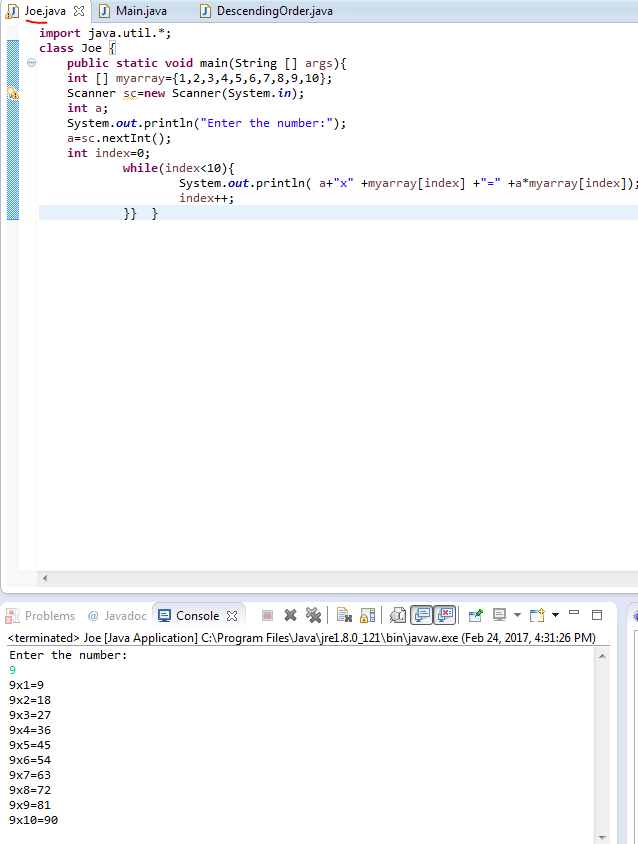 Joe.java Main.java DescendingOrder.java
import java.util.*;
class Joe {
public static void main(String [] args){
int [] myarray={1,2,3,4,5,6,7,8,9,10};
Scanner sc=new Scanner(System.in);
int a;
System.out.println("Enter the number:");
a=sc.nextInt();
int index=0;
while(index<10){
System.out.println( a+"x" +myarray[index] +"=" +a*myarray[index]);
index++;
}} }
Problems @ Javadoc Console
<terminated> Joe [Java Application] C:\Program Files\Java\jre1.8.0_121\bin\javaw.exe (Feb 24, 2017, 4:31:26 PM)
Enter the number:
9
9x1=9
9x2=18
9x3=27
9x4=36
9x5=45
9x6=54
9x7=63
9x8=72
9x9=81
9x10=90